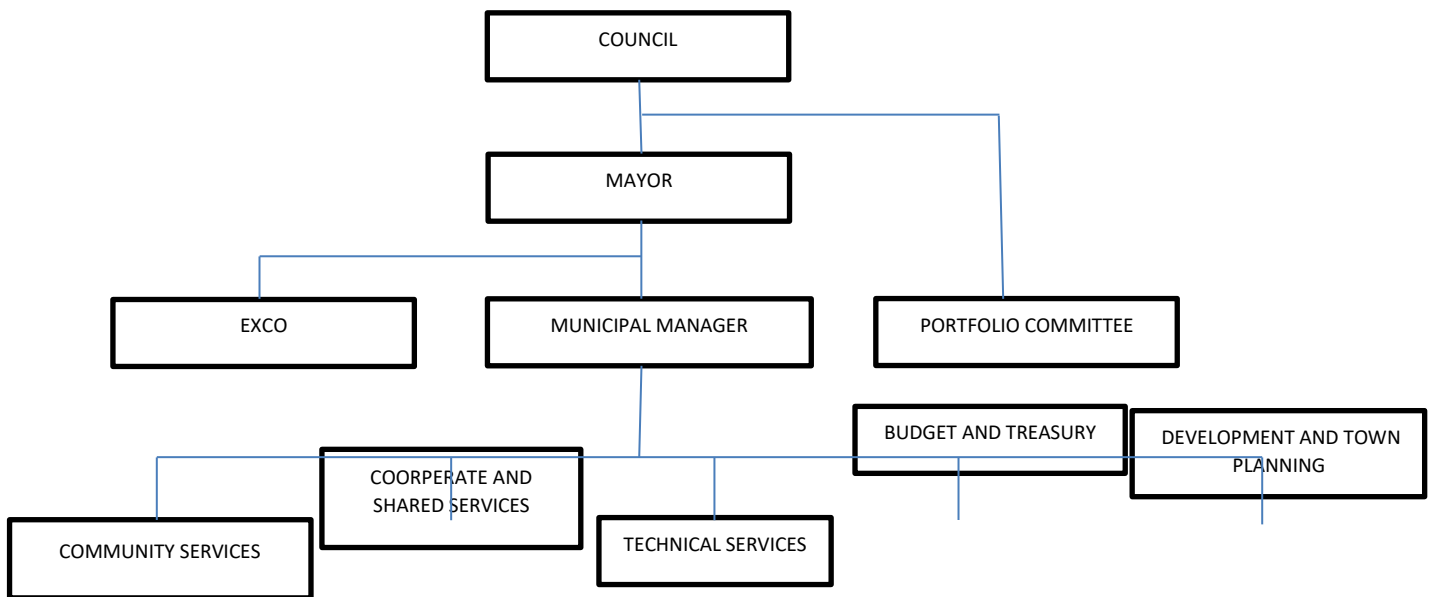 COUNCIL
MAYOR
EXCO
MUNICIPAL MANAGER
PORTFOLIO COMMITTEE
BUDGET AND TREASURY
DEVELOPMENT AND TOWN
PLANNING
COORPERATE AND
SHARED SERVICES
COMMUNITY SERVICES
TECHNICAL SERVICES